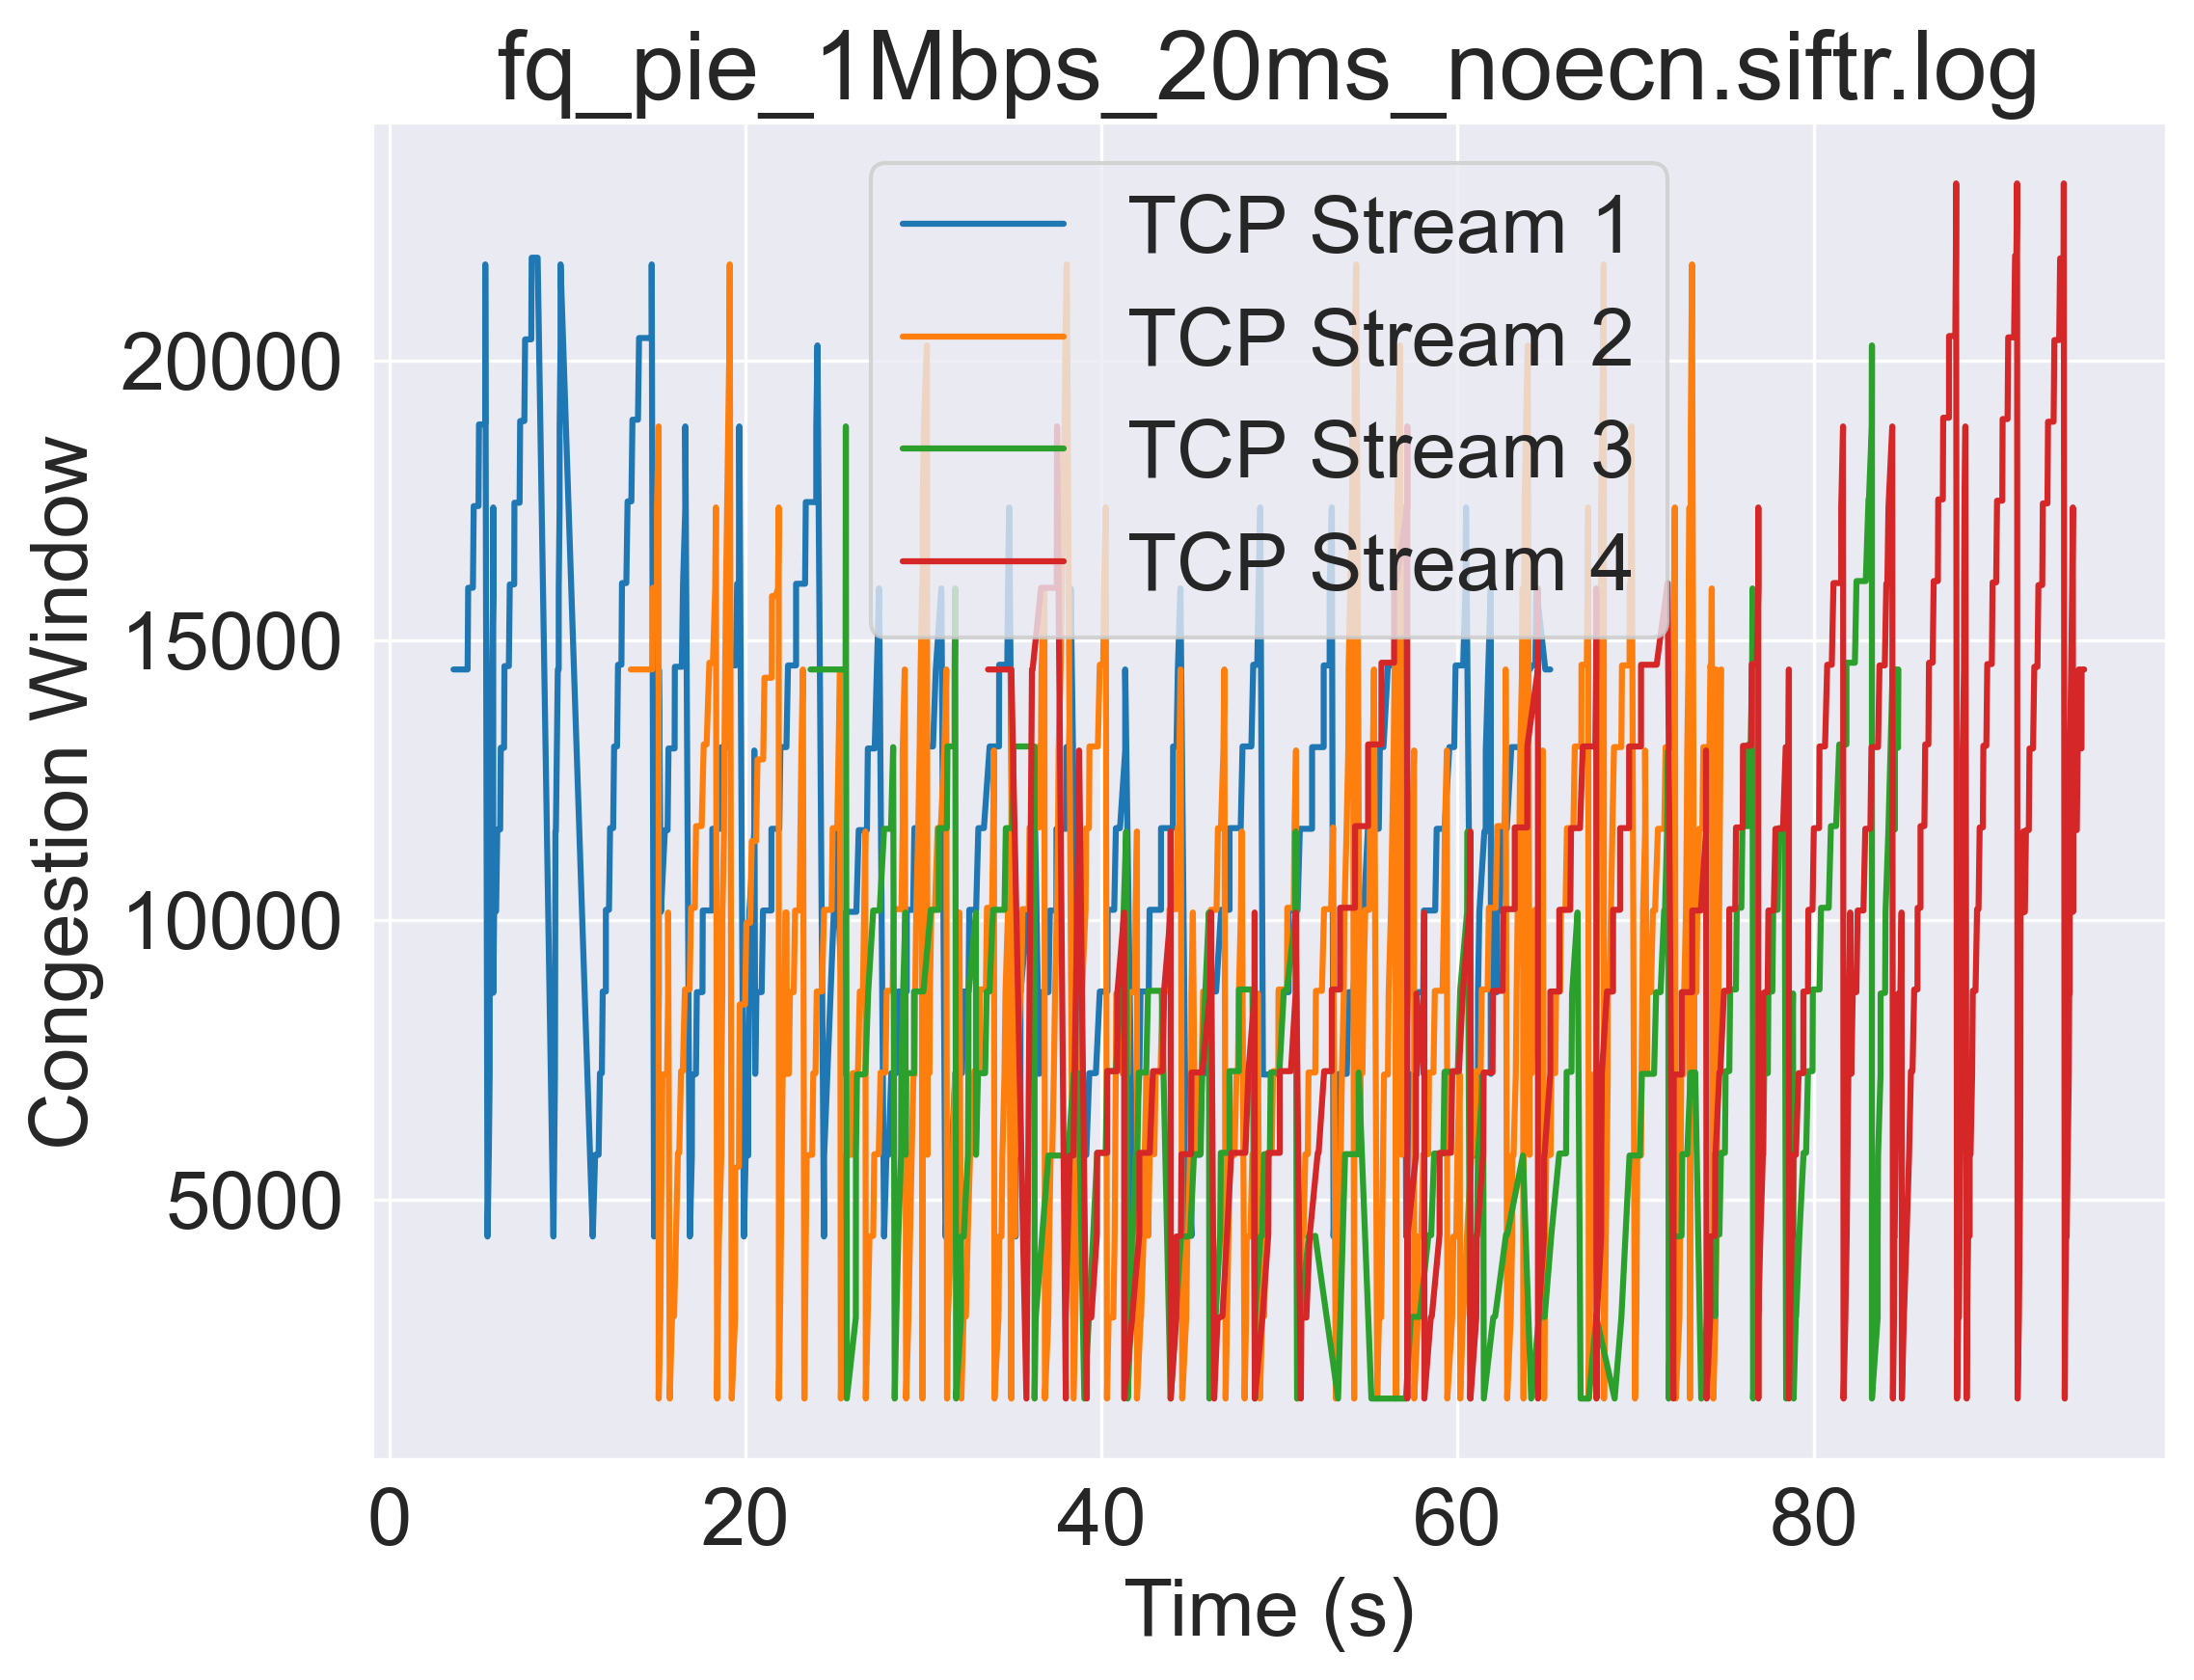 fq_pie_1Mbps_20ms_noecn.siftr.log
TCP Stream 1
TCP Stream 2
TCP Stream 3
TCP Stream 4
Congestion Window
20000
15000
10000
5000
0 20 40 60 80
Time (s)